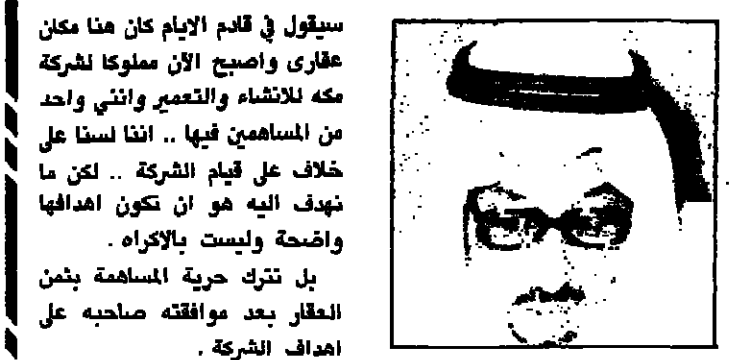 سيقول في قادم الايام كان هنا مكان
عقارى واصبح الآن مملوكا لشركة
مكه للانشاء والتعمير وانني واحد
من المساهمين فيها .. اننا لسنا على
خلاف على قيام الشركة .. لكن ما
نهدف اليه هو ان تكون اهدافها
واضحة وليست بالاكراه .
بل تترك حرية المساهمة بثمن
العقار بعد موافقته صاحبه على
اهداف الشركة .